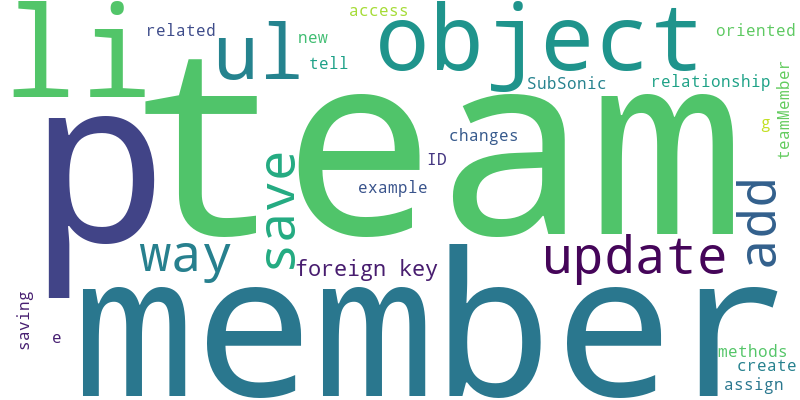 access
li
related
ul
new
object
oriented
tell
SubSonic
relationship
team
teamMember
p
g
changes
save
ID
example
add
way
foreign key
update
member
saving
e
methods
create
assign